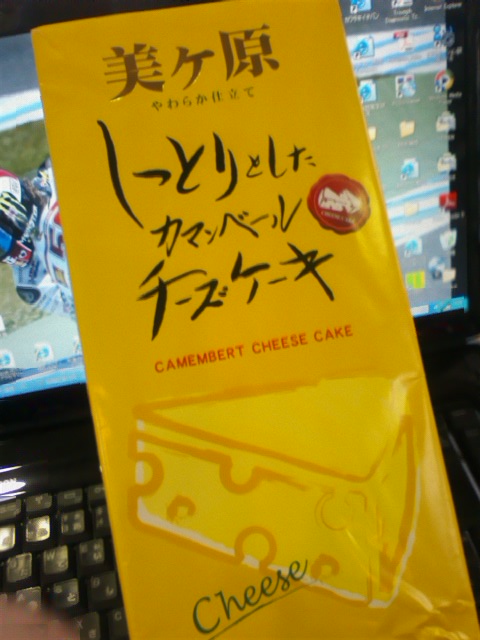 美ヶ原
やわらか仕立て
しっとりとした
カマンベール
チーズケーキ
CAMEMBERT CHEESE CAKE
Cheese